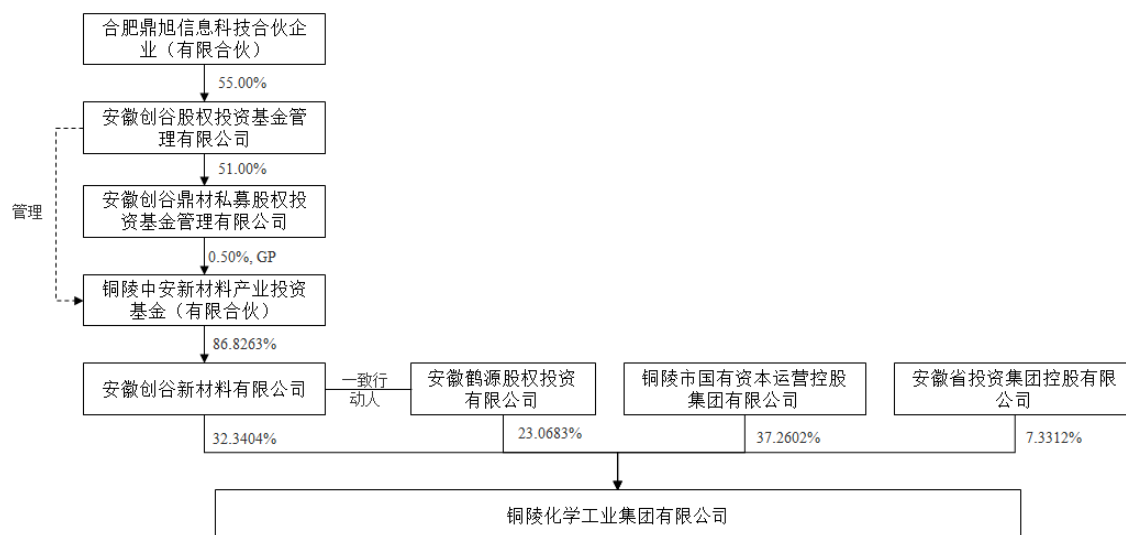 合肥鼎旭信息科技合伙企
业（有限合伙）
55.00%
安徽创谷股权投资基金管
理有限公司
51.00%
安徽创谷鼎材私募股权投
资基金管理有限公司
管理
0.50%, GP
铜陵中安新材料产业投资
基金（有限合伙）
86.8263%
安徽创谷新材料有限公司
一致行
动人
安徽鹤源股权投资
有限公司
铜陵市国有资本运营控股
集团有限公司
安徽省投资集团控股有限
公司
32.3404%
23.0683%
37.2602%
7.3312%
铜陵化学工业集团有限公司